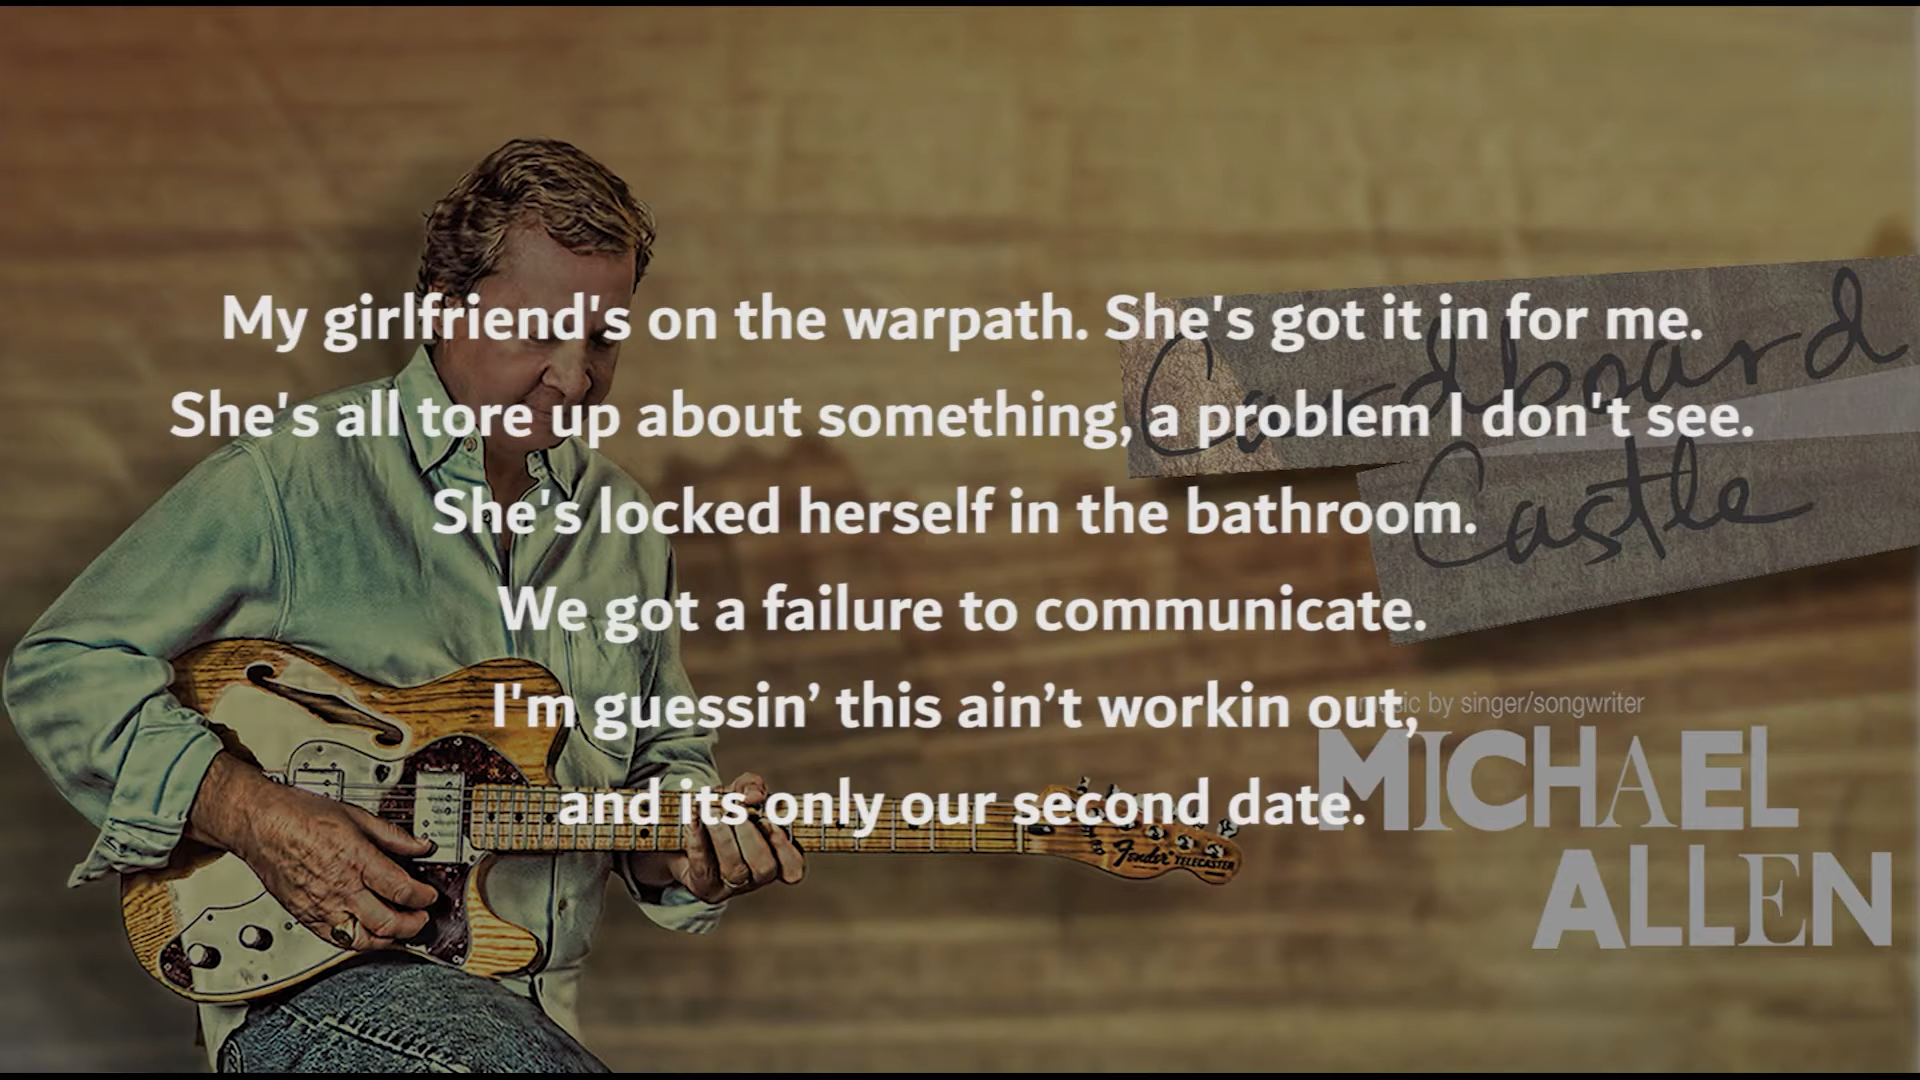 My girlfriend's on the warpath. She's got it in for me.
She's all tore up about something, a problem I don't see.
She's locked herself in the bathroom.
We got a failure to communicate.
I'm guessin’ this ain’t workin out,
and its only our second date.
Cardboard
Castle
music by singer/songwriter
MICHAEL
ALLEN
Fender TELECASTER